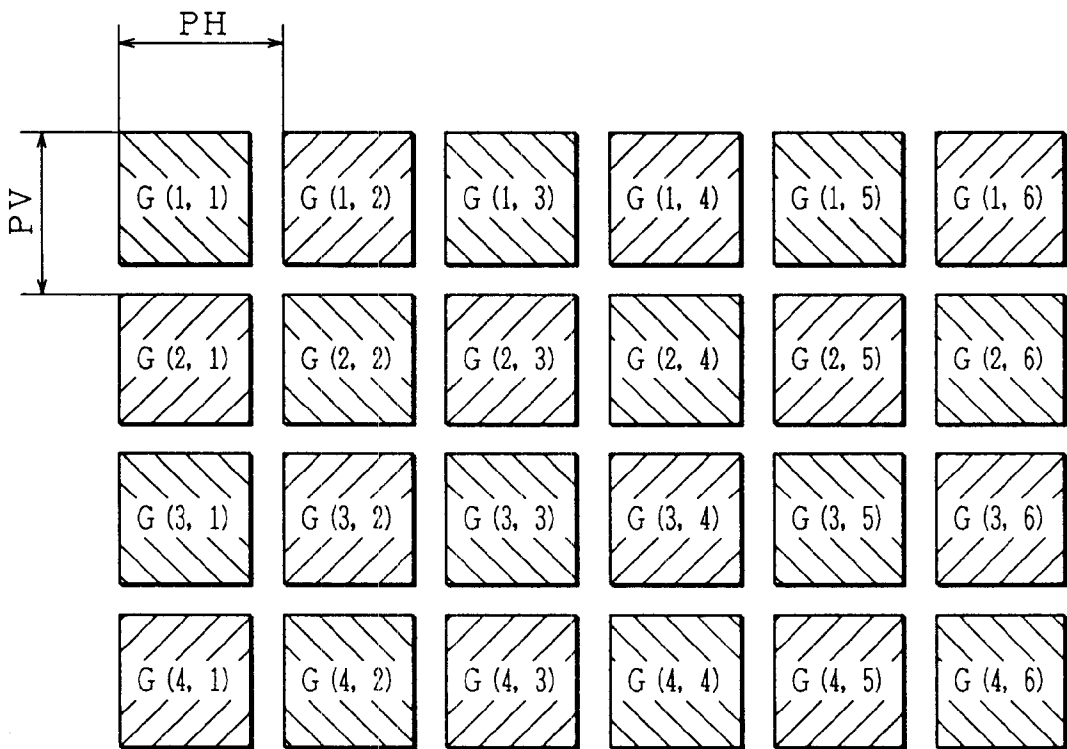 PH
PV
G (1, 1) G (1, 2) G (1, 3) G (1, 4) G (1, 5) G (1, 6)
G (2, 1) G (2, 2) G (2, 3) G (2, 4) G (2, 5) G (2, 6)
G (3, 1) G (3, 2) G (3, 3) G (3, 4) G (3, 5) G (3, 6)
G (4, 1) G (4, 2) G (4, 3) G (4, 4) G (4, 5) G (4, 6)